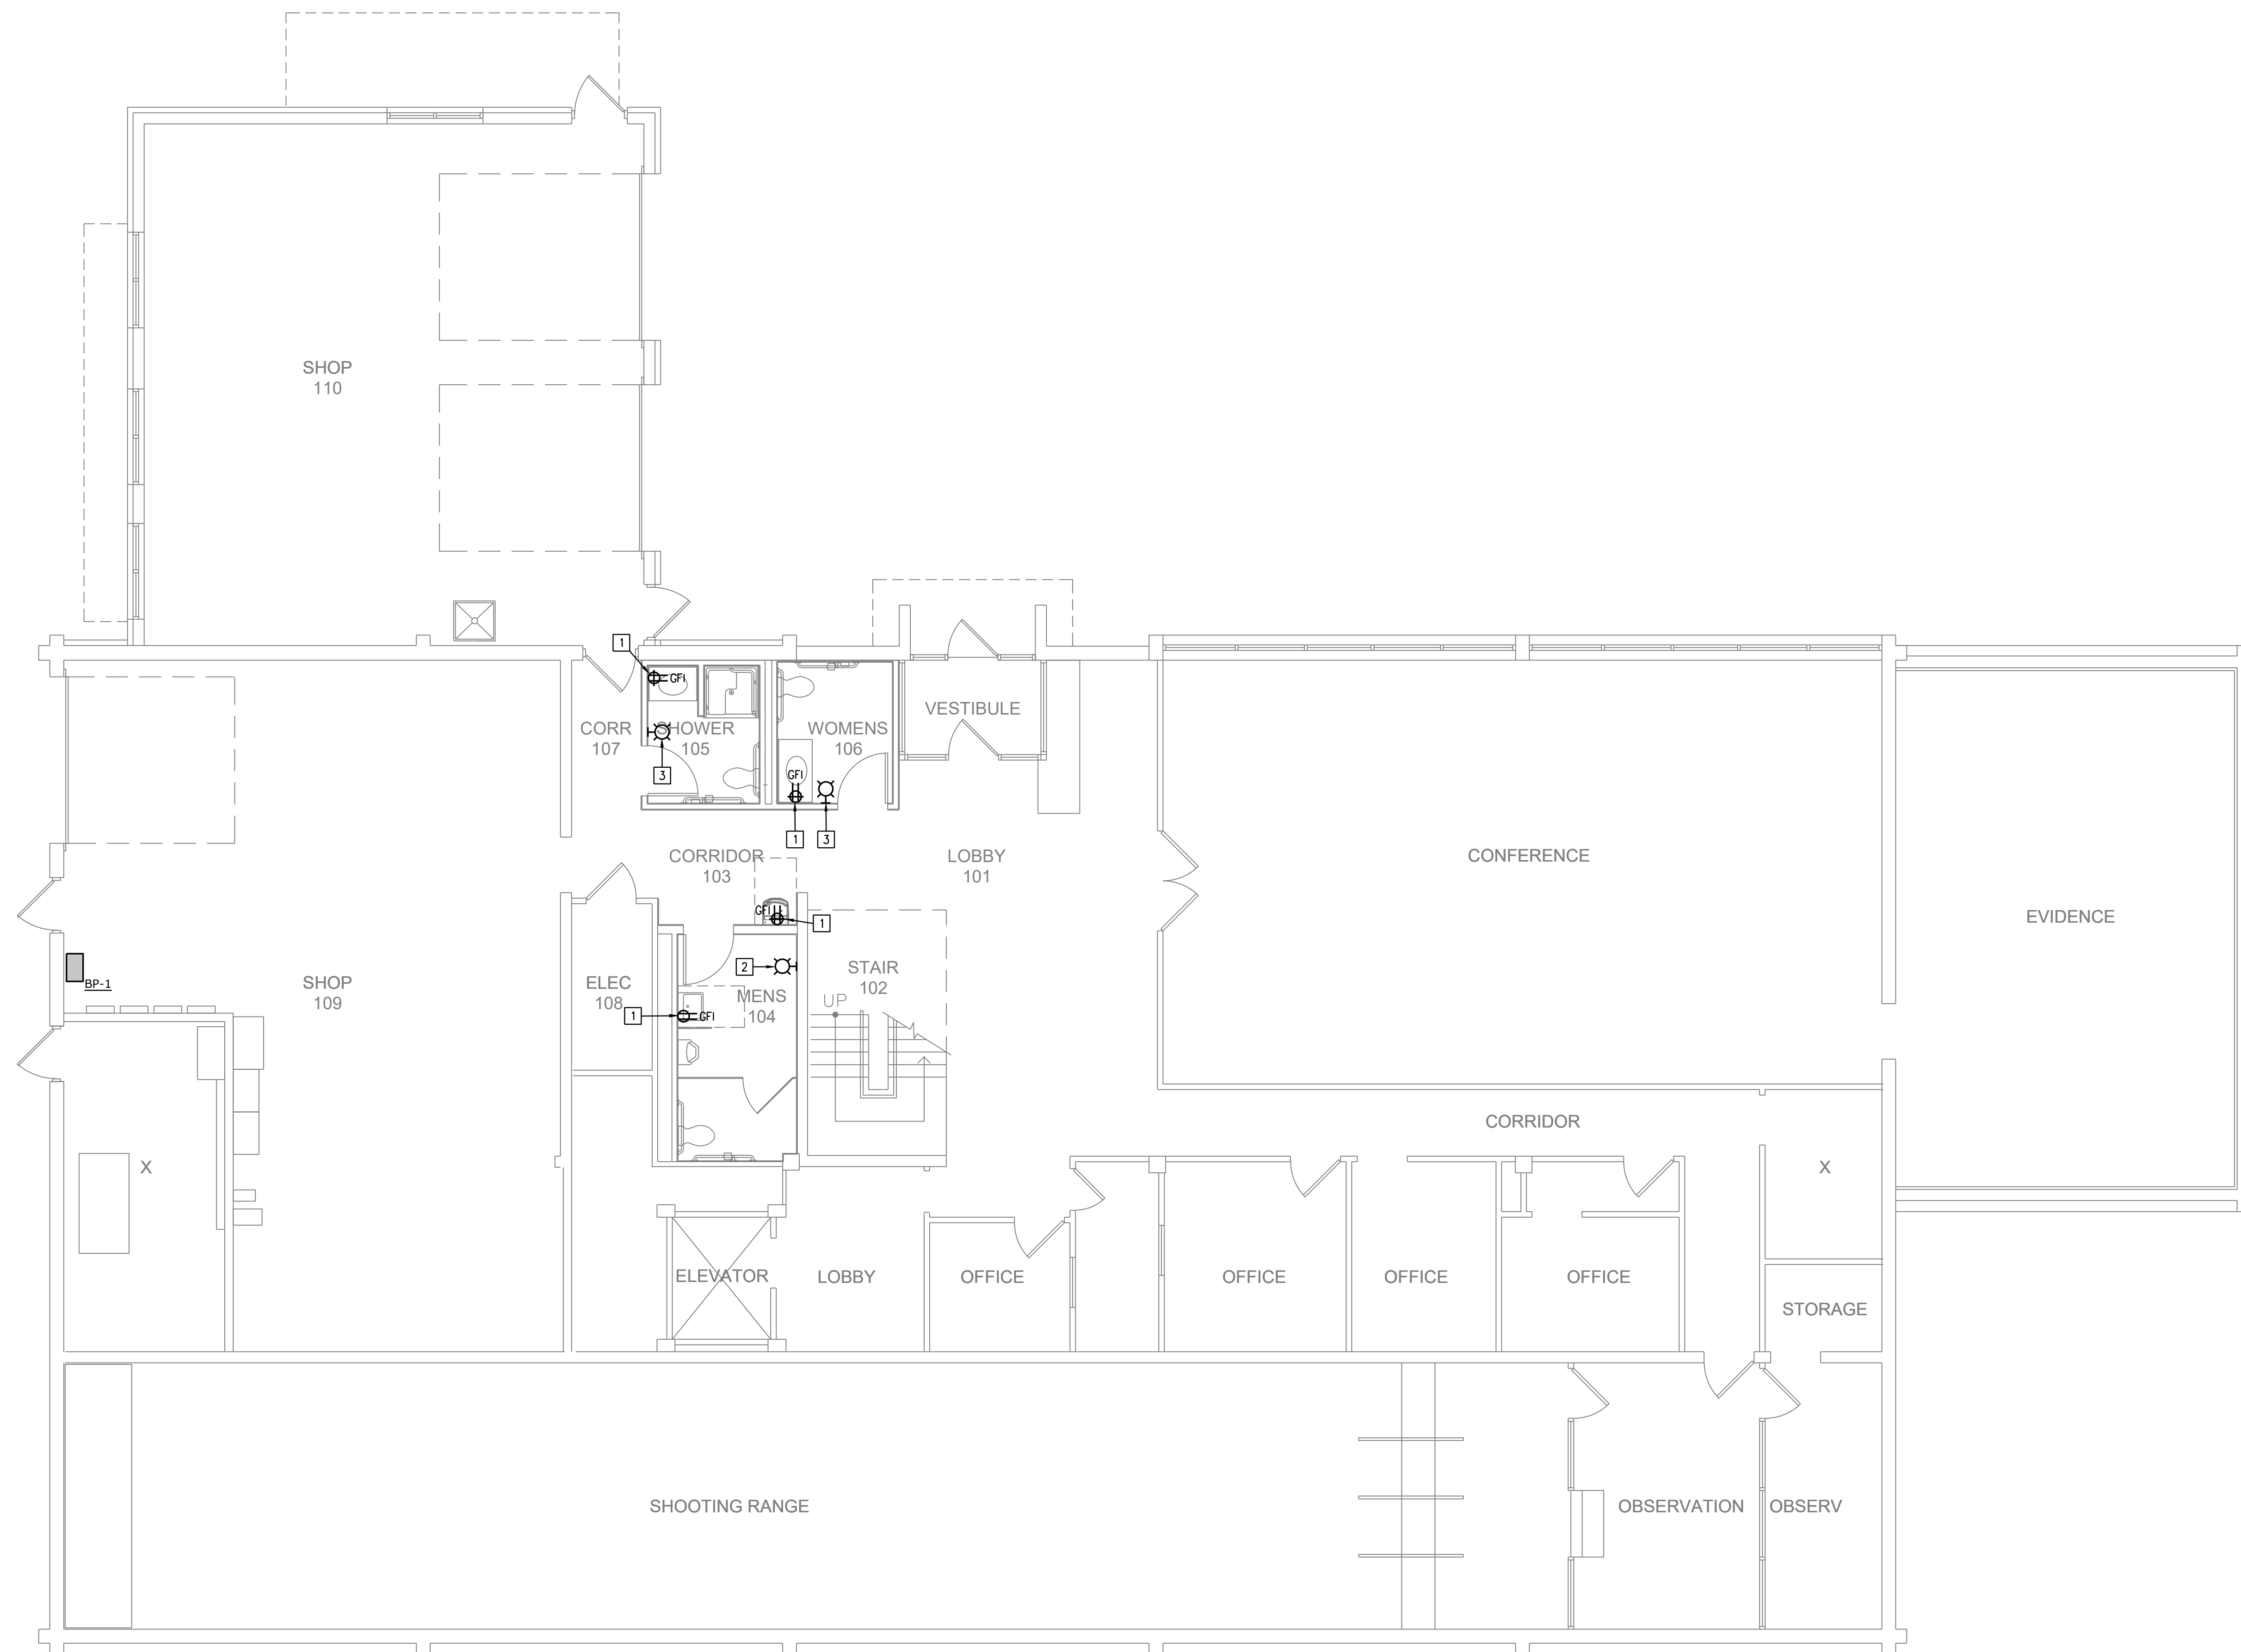 SHOP
110
1
GFI
CORR
107
SHOWER
105
3
WOMENS
106
GFI
1
3
VESTIBULE
CORRIDOR
103
LOBBY
101
CONFERENCE
EVIDENCE
GFI
1
BP-1
SHOP
109
ELEC
108
2
MENS
104
1
GFI
STAIR
102
UP
X
CORRIDOR
X
ELEVATOR
LOBBY
OFFICE
OFFICE
OFFICE
OFFICE
STORAGE
SHOOTING RANGE
OBSERVATION
OBSERV